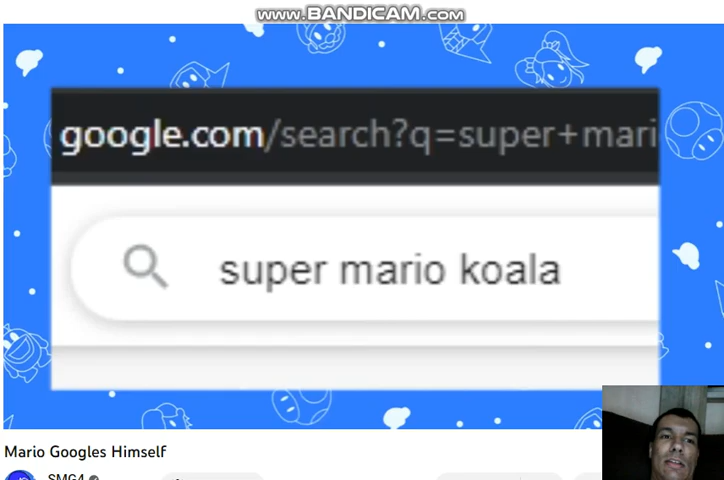 www.BANDICAM.com
google.com/search?q=super+mari
super mario koala
Mario Googles Himself
SMG4